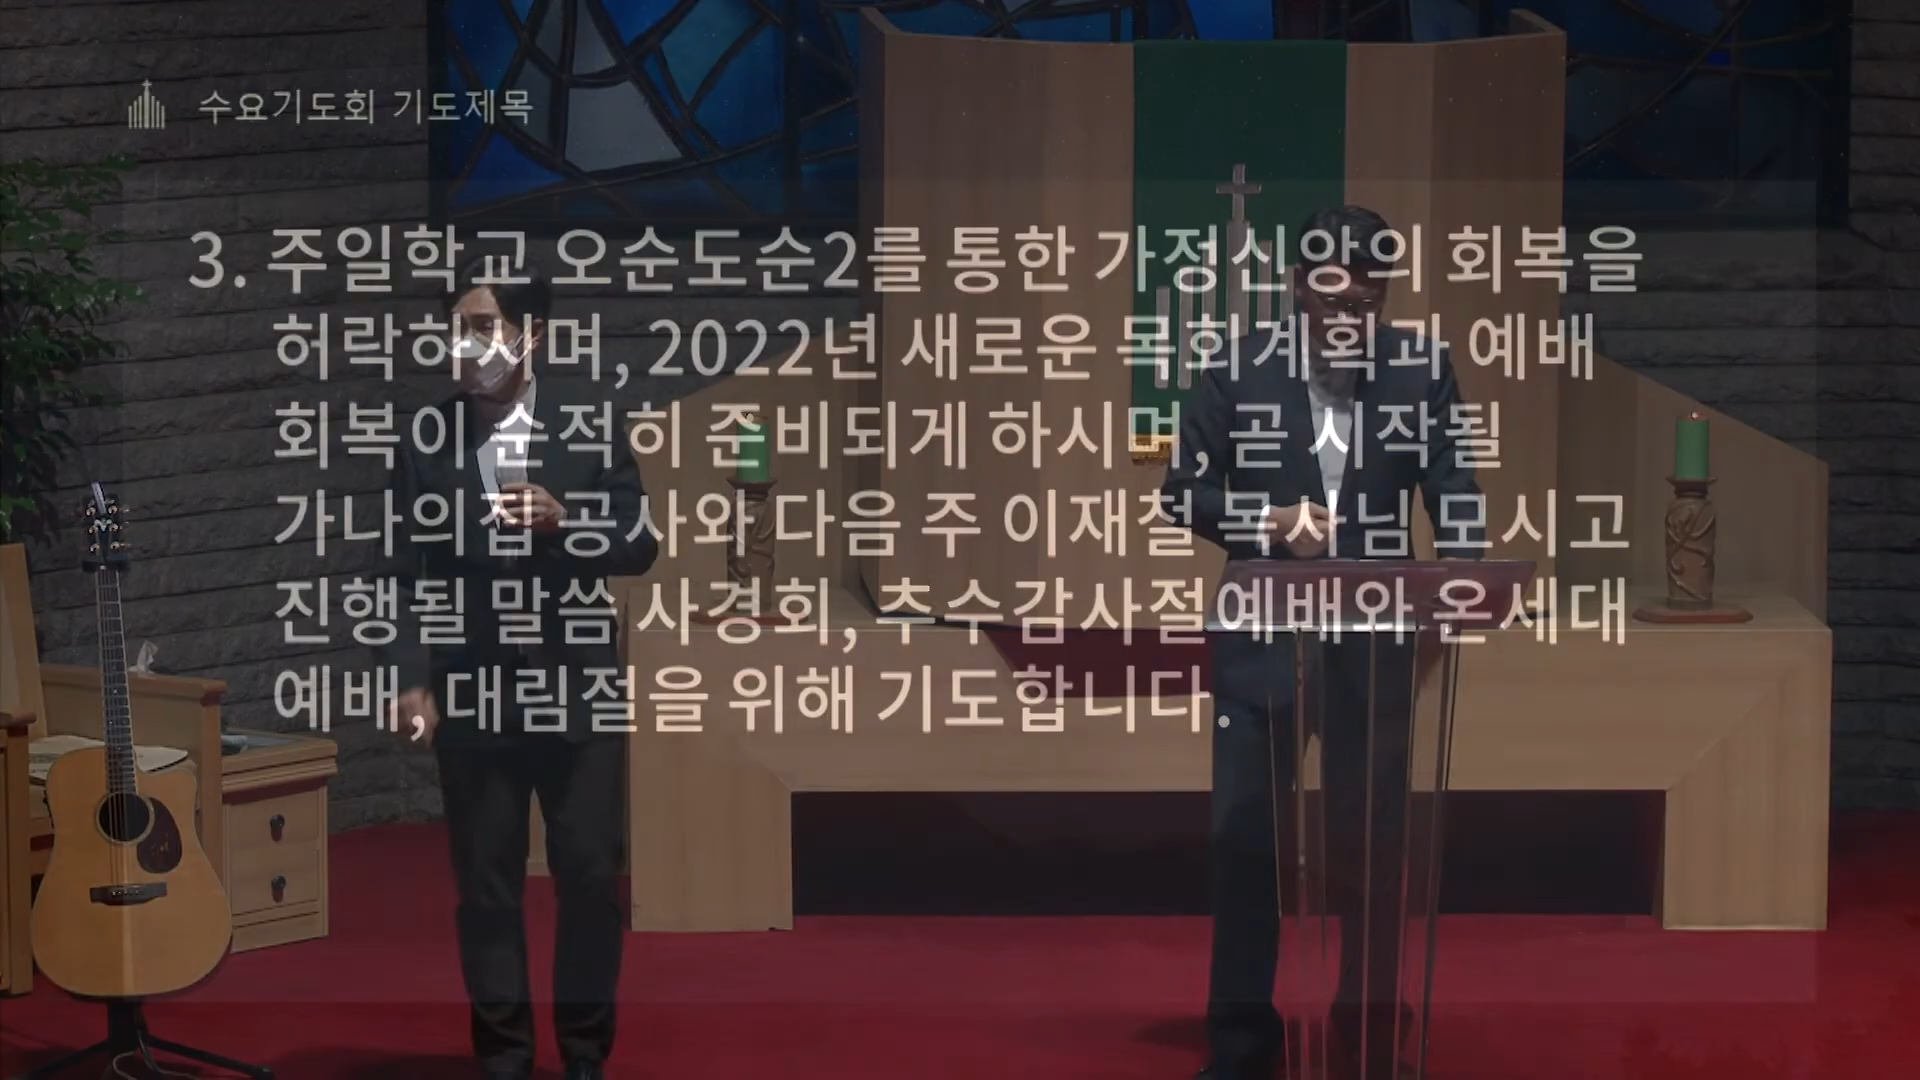 수요기도회 기도제목
3. 주일학교 오순도순2를 통한 가정신앙의 회복을
허락하시며, 2022년 새로운 목회계획과 예배
회복이 순적히 준비되게 하시며, 곧 시작될
가나의집 공사와 다음 주 이재철 목사님 모시고
진행될 말씀 사경회, 추수감사절예배와 온세대
예배, 대림절을 위해 기도합니다.